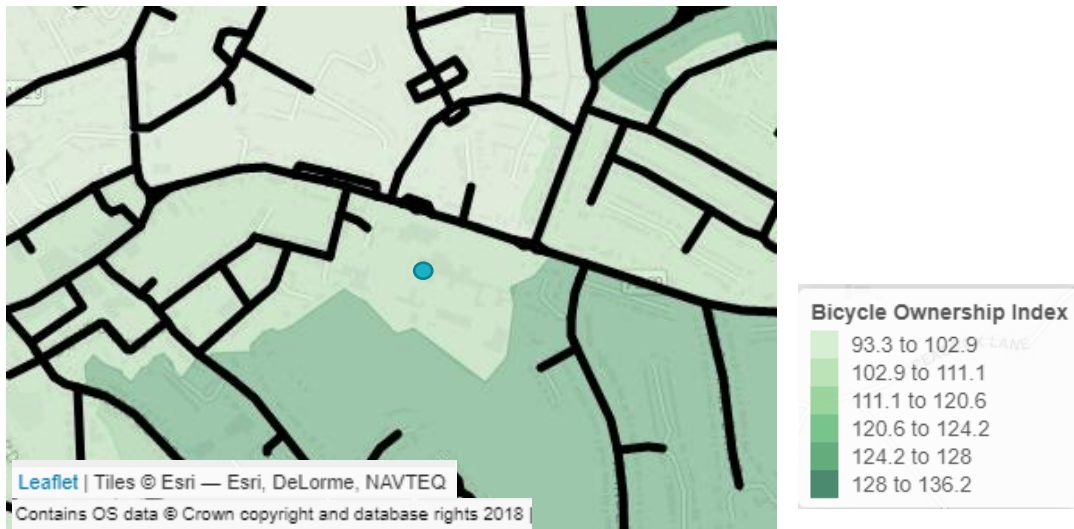 Bicycle Ownership Index
93.3 to 102.9
102.9 to 111.1
111.1 to 120.6
120.6 to 124.2
124.2 to 128
128 to 136.2
Leaflet | Tiles © Esri — Esri, DeLorme, NAVTEQ
Contains OS data © Crown copyright and database rights 2018 |